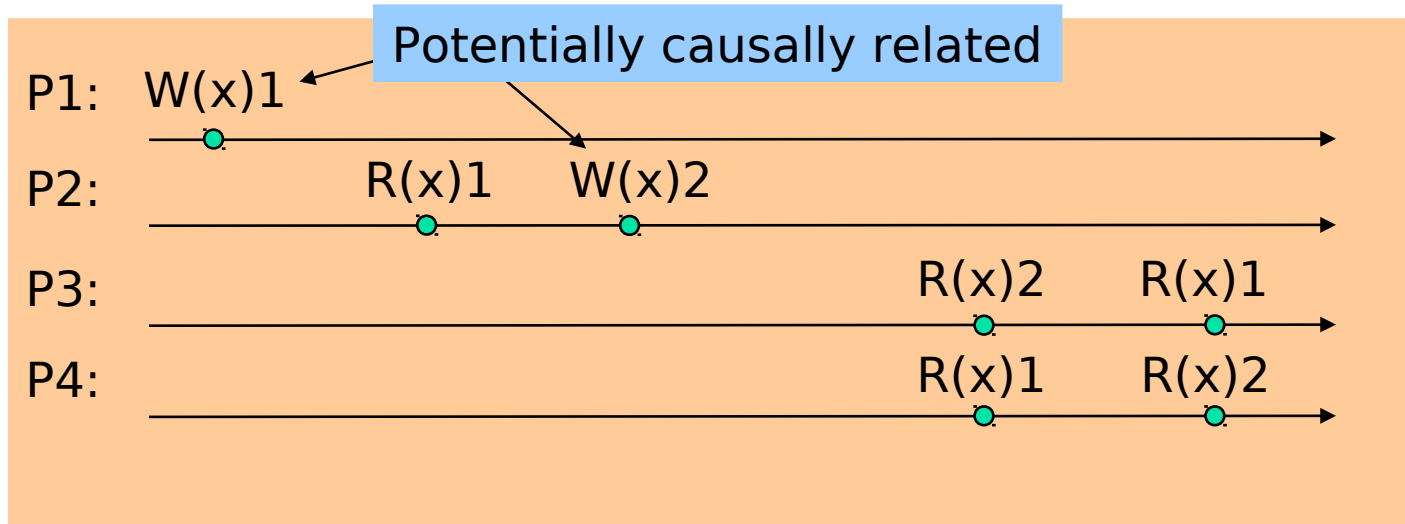 Potentially causally related
P1: W(x)1
P2: R(x)1 W(x)2
P3: R(x)2 R(x)1
P4: R(x)1 R(x)2